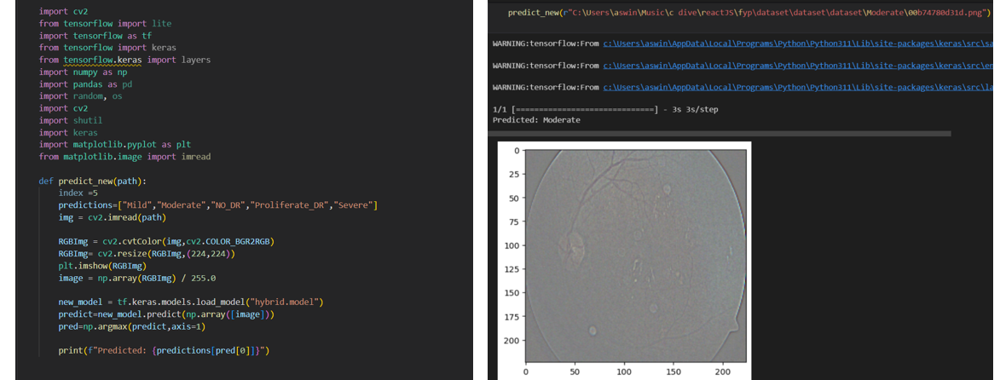 import cv2
from tensorflow import lite
import tensorflow as tf
from tensorflow import keras
from tensorflow.keras import layers
import numpy as np
import pandas as pd
import random, os
import cv2
import shutil
import keras
import matplotlib.pyplot as plt
from matplotlib.image import imread
def predict_new(path):
index =5
predictions=["Mild","Moderate","NO_DR","Proliferate_DR","Severe"]
img = cv2.imread(path)
RGBImg = cv2.cvtColor(img,cv2.COLOR_BGR2RGB)
RGBImg= cv2.resize(RGBImg,(224,224))
plt.imshow(RGBImg)
image = np.array(RGBImg) / 255.0
new_model = tf.keras.models.load_model("hybrid.model")
predict=new_model.predict(np.array([image]))
pred=np.argmax(predict,axis=1)
print(f"Predicted: {predictions[pred[0]]}")
predict_new(r"C:\Users\aswin\Music\c dive\reactJS\fyp\dataset\dataset\dataset\Moderate\00b74780d31d.png")
WARNING:tensorflow:From c:\Users\aswin\AppData\Local\Programs\Python\Python311\Lib\site-packages\keras\src\sa
WARNING:tensorflow:From c:\Users\aswin\AppData\Local\Programs\Python\Python311\Lib\site-packages\keras\src\en
WARNING:tensorflow:From c:\Users\aswin\AppData\Local\Programs\Python\Python311\Lib\site-packages\keras\src\la
1/1 [==============================] - 3s 3s/step
Predicted: Moderate
0
25
50
75
100
125
150
175
200
0 50 100 150 200